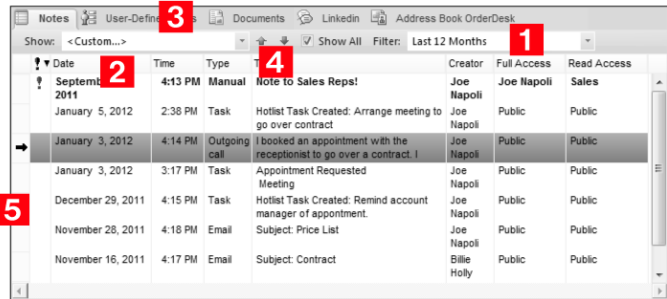 Notes User-Define 3 s Documents Linkedin Address Book OrderDesk
Show: <Custom...> Show All Filter: Last 12 Months 1
! Date 2 Time Type T 4 Creator Full Access Read Access
! Septemb 4:13 PM Manual Note to Sales Reps! Joe Joe Napoli Sales
2011 Napoli
January 5, 2012 2:38 PM Task Hotlist Task Created: Arrange meeting to Joe Public Public
go over contract Napoli
January 3, 2012 4:14 PM Outgoing I booked an appointment with the Joe Public Public
call receptionist to go over a contract. I Napoli
January 3, 2012 3:17 PM Task Appointment Requested Joe Public Public
Meeting Napoli
5 December 29, 2011 4:15 PM Task Hotlist Task Created: Remind account Joe Public Public
manager of appontment. Napoli
November 28, 2011 4:18 PM Email Subject: Price List Joe Public Public
Napoli
November 16, 2011 4:17 PM Email Subject: Contract Billie Public Public
Holly